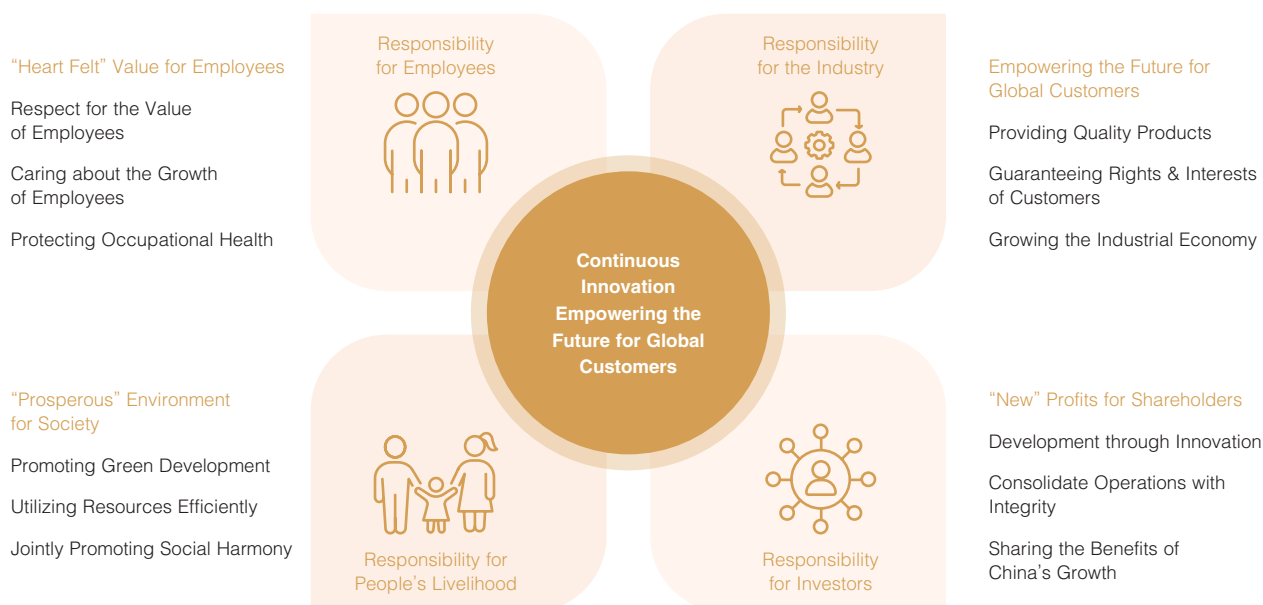 “Heart Felt” Value for Employees
Respect for the Value
of Employees
Caring about the Growth
of Employees
Protecting Occupational Health
Responsibility
for Employees
Responsibility
for the Industry
Empowering the Future for
Global Customers
Providing Quality Products
Guaranteeing Rights & Interests
of Customers
Growing the Industrial Economy
Continuous
Innovation
Empowering the
Future for Global
Customers
“Prosperous” Environment
for Society
Promoting Green Development
Utilizing Resources Efficiently
Jointly Promoting Social Harmony
Responsibility for
People’s Livelihood
Responsibility
for Investors
“New” Profits for Shareholders
Development through Innovation
Consolidate Operations with
Integrity
Sharing the Benefits of
China’s Growth